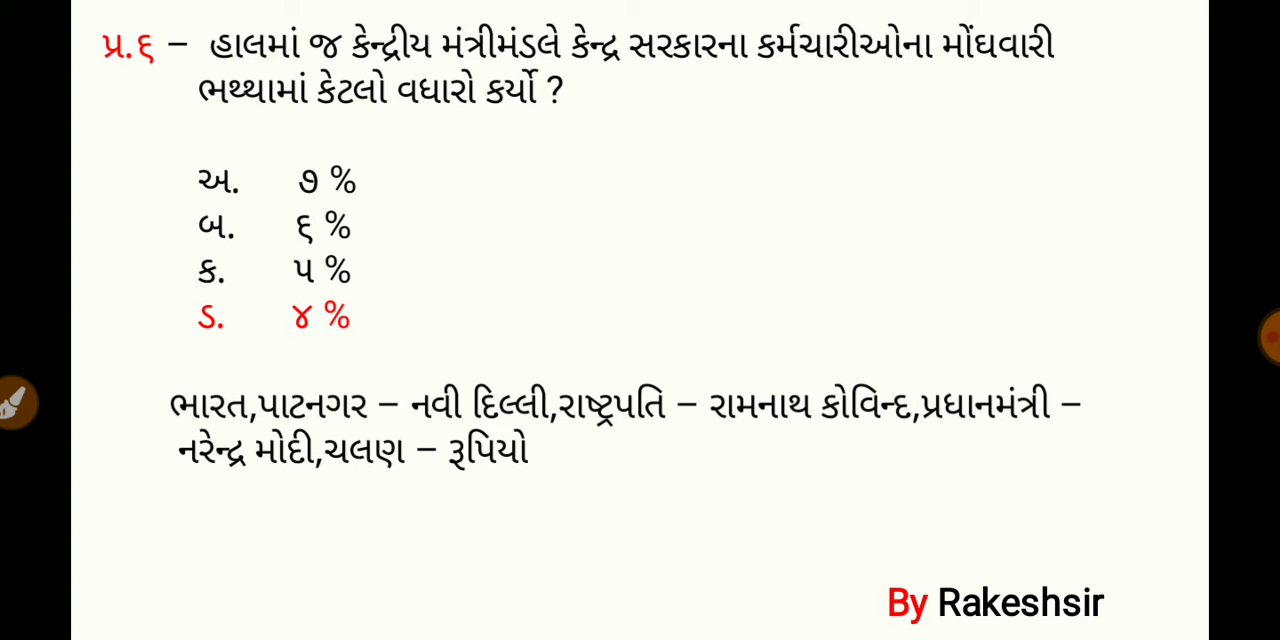 પ્ર.૬ – હાલમાં જ કેન્દ્રીય મંત્રીમંડલે કેન્દ્ર સરકારના કર્મચારીઓના મોંઘવારી
ભથ્થામાં કેટલો વધારો કર્યો ?
અ. ૭ %
બ. ૬ %
ક. ૫ %
ડ. ૪ %
ભારત,પાટનગર – નવી દિલ્લી,રાષ્ટ્રપતિ – રામનાથ કોવિન્દ,પ્રધાનમંત્રી –
નરેન્દ્ર મોદી,ચલણ – રૂપિયો
By Rakeshsir